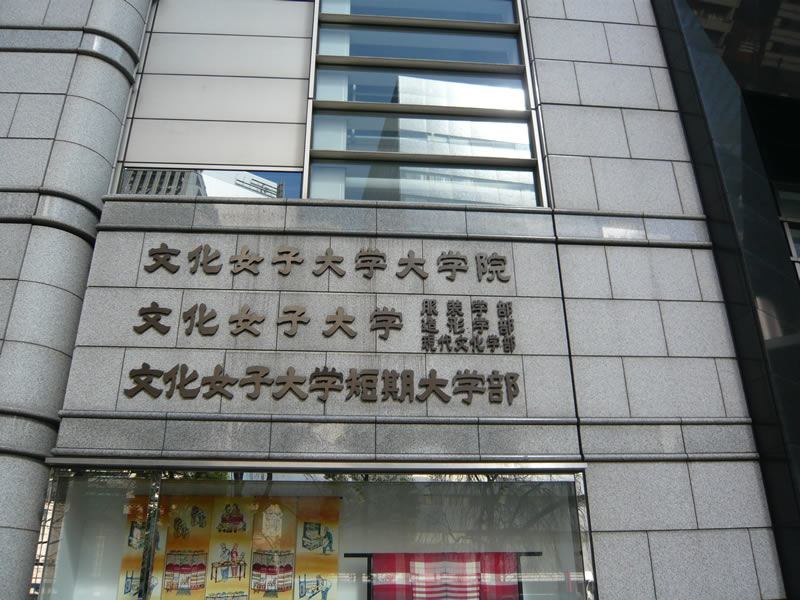 文化女子大学大学院
文化女子大学
服装学部
造形学部
現代文化学部
文化女子大学短期大学部